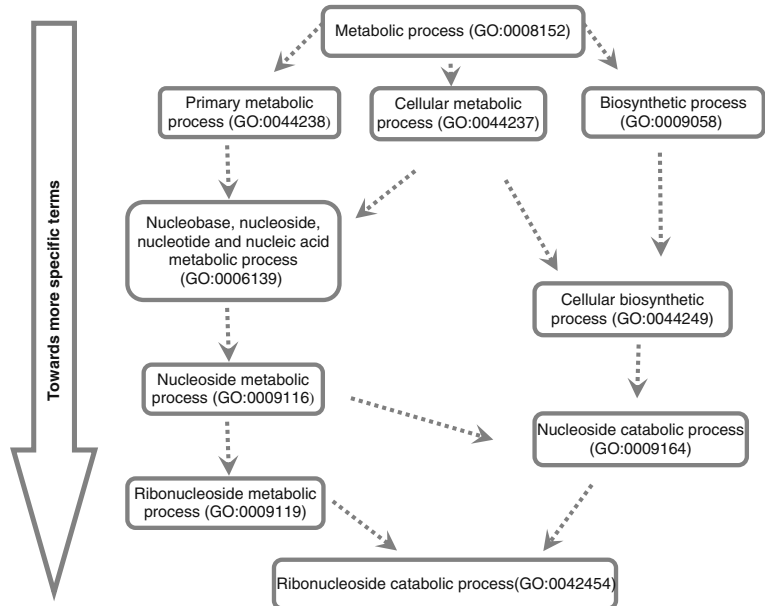 Metabolic process (GO:0008152)
Primary metabolic
process (GO:0044238)
Cellular metabolic
process (GO:0044237)
Biosynthetic process
(GO:0009058)
Towards more specific terms
Nucleobase, nucleoside,
nucleotide and nucleic acid
metabolic process
(GO:0006139)
Cellular biosynthetic
process (GO:0044249)
Nucleoside metabolic
process (GO:0009116)
Nucleoside catabolic process
(GO:0009164)
Ribonucleoside metabolic
process (GO:0009119)
Ribonucleoside catabolic process(GO:0042454)